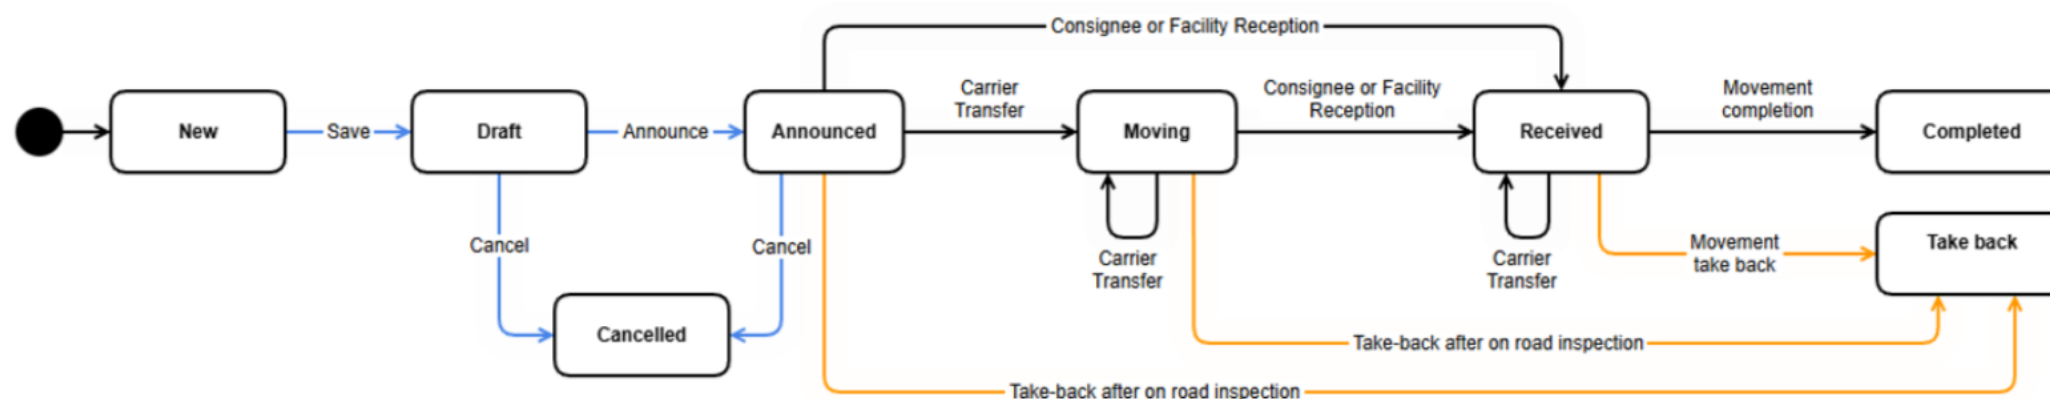 Consignee or Facility Reception
Carrier
Transfer
Consignee or Facility
Reception
Movement
completion
New
Save
Draft
Announce
Announced
Moving
Received
Completed
Cancel
Cancel
Carrier
Transfer
Carrier
Transfer
Movement
take back
Take back
Cancelled
Take-back after on road inspection
Take-back after on road inspection